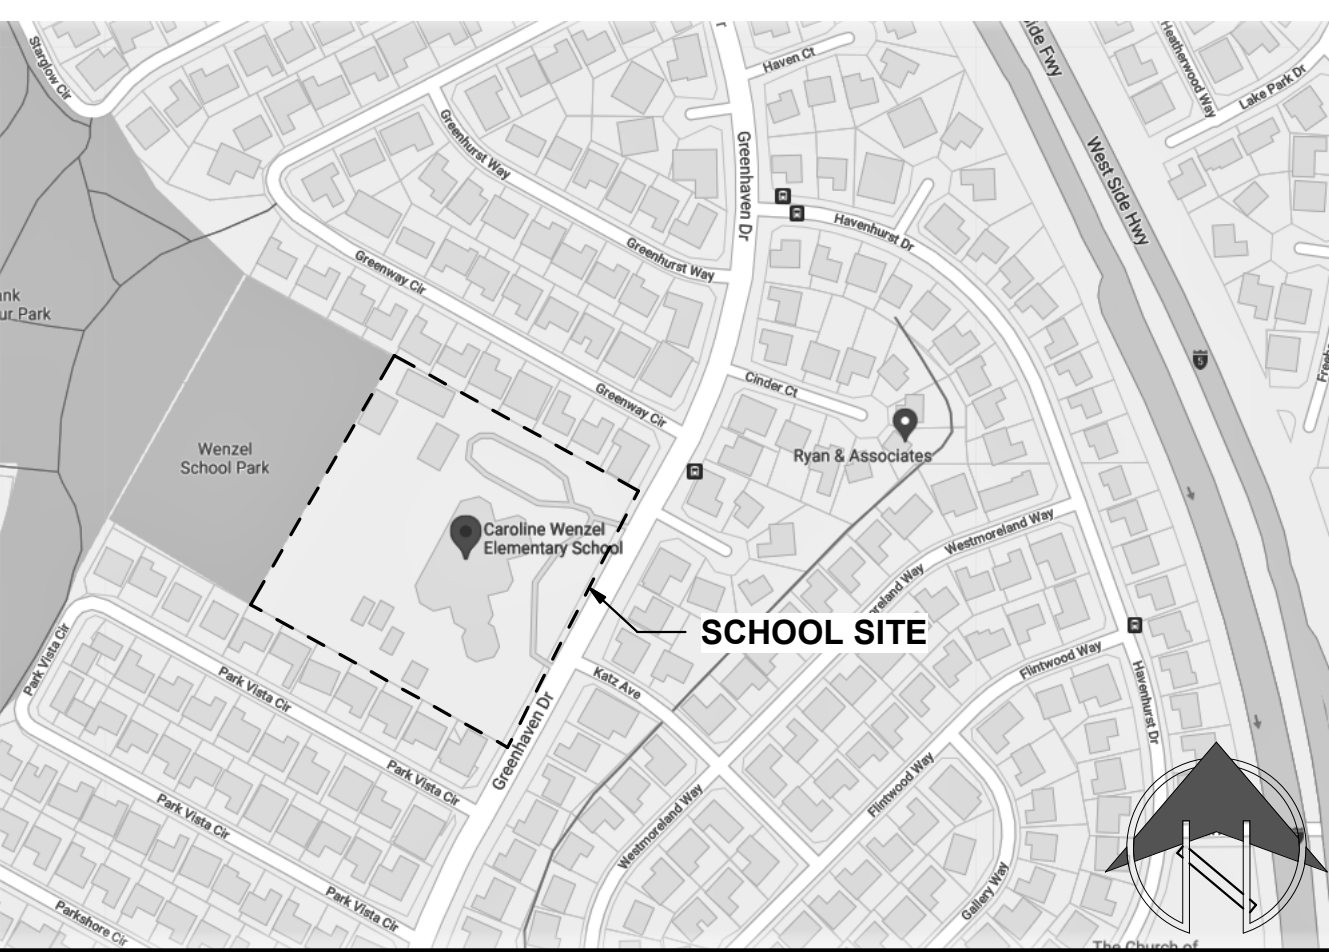 r
ide Fwy
Heatherwood Way
Starglow Cir
Haven Ct
Lake Park Dr
Greenhurst Way
Greenhaven Dr
West Side Hwy
Havenhurst Dr
Greenhurst Way
Greenway Cir
ank
ur Park
5
Cinder Ct
Greenway Cir
Wenzel
School Park
Ryan & Associates
Caroline Wenzel
Elementary School
Westmoreland Way
reland Way
SCHOOL SITE
Park Vista Cir
Park Vista Cir
Katz Ave
Flintwood Way
Havenhurst Dr
Greenhaven Dr
Park Vista Cir
Park Vista Cir
Flintwood Way
Westmoreland Way
Park Vista Cir
Gallery Way
Parkshore Cir
N
The Church of